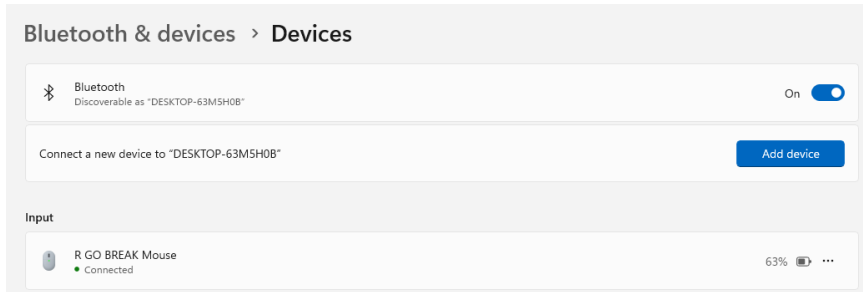 Bluetooth & devices > Devices
Bluetooth
Discoverable as "DESKTOP-63M5H0B"
On
Connect a new device to "DESKTOP-63M5H0B"
Add device
Input
R GO BREAK Mouse
Connected
63%